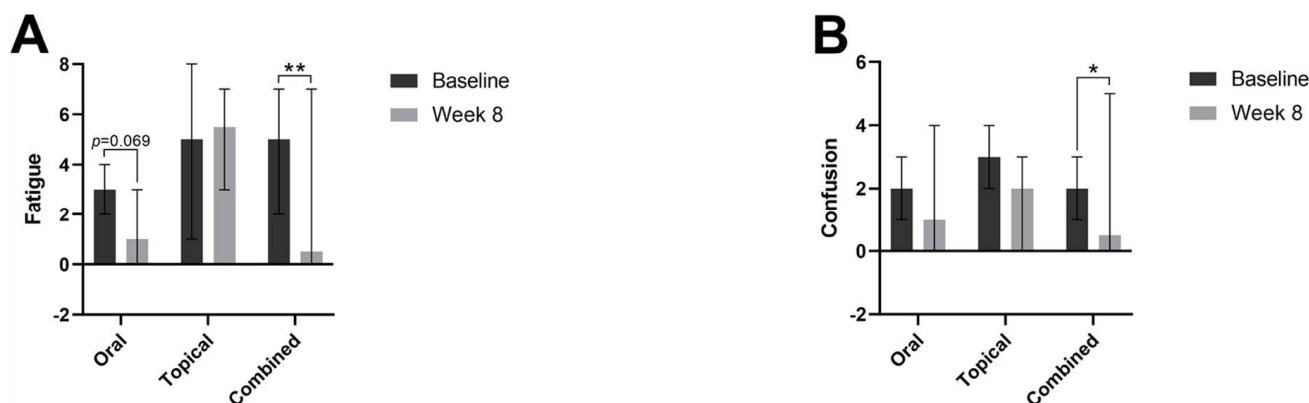 A
Fatigue
8
6
4
2
0
-2
p=0.069
**
Oral
Topical
Combined
Baseline
Week 8
B
Confusion
6
4
2
0
-2
*
Oral
Topical
Combined
Baseline
Week 8